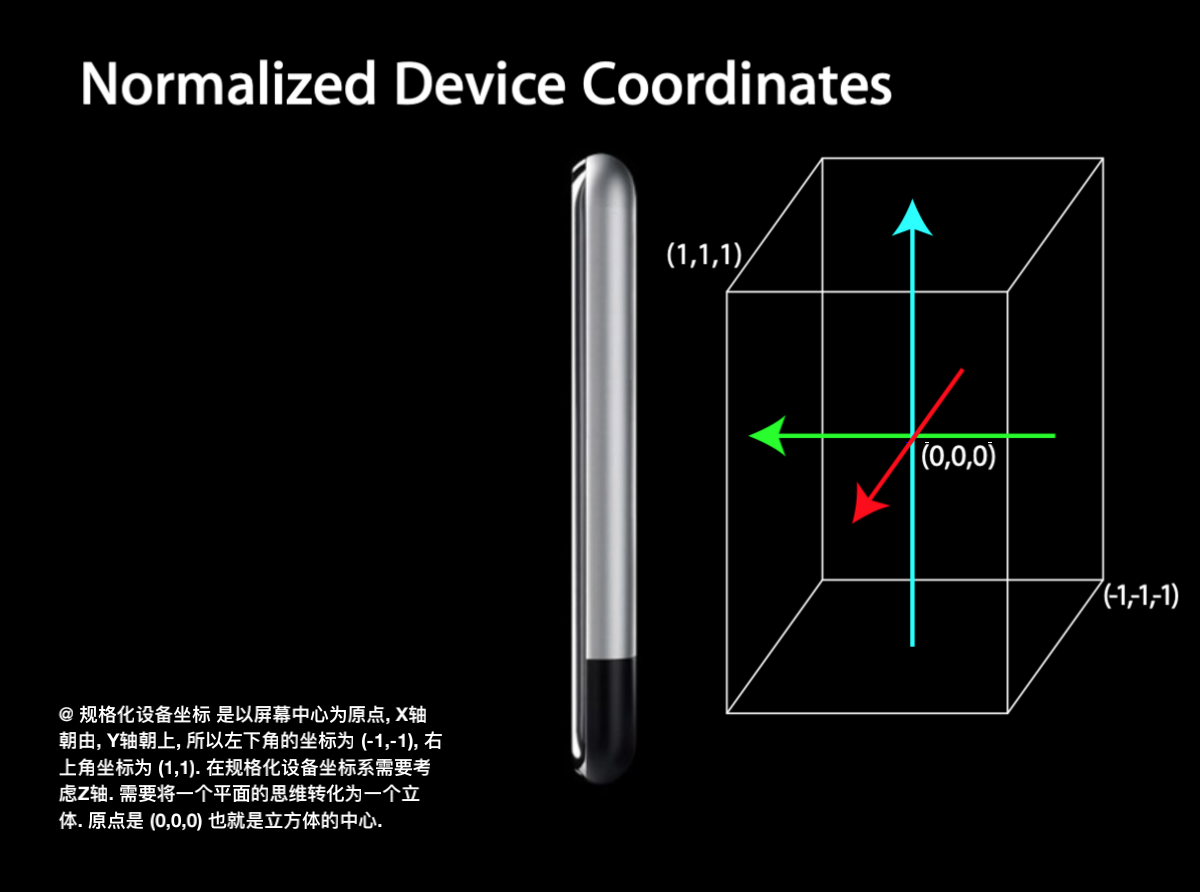 Normalized Device Coordinates
(1,1,1)
(0,0,0)
(-1,-1,-1)
@ 规格化设备坐标 是以屏幕中心为原点, X轴
朝由, Y轴朝上, 所以左下角的坐标为 (-1,-1), 右
上角坐标为 (1,1). 在规格化设备坐标系需要考
虑Z轴. 需要将一个平面的思维转化为一个立
体. 原点是 (0,0,0) 也就是立方体的中心.